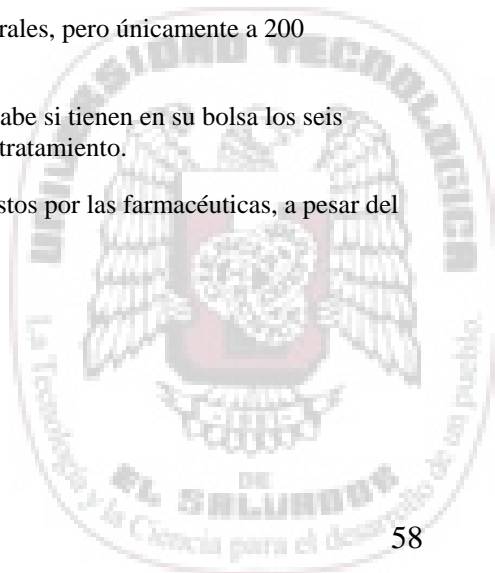 rales, pero únicamente a 200
abe si tienen en su bolsa los seis
tratamiento.
stos por las farmacéuticas, a pesar del
UNIVERSIDAD TECNOLOGICA
DE
EL SALVADOR
La Tecnología y la Ciencia para el desarrollo de un pueblo.
58